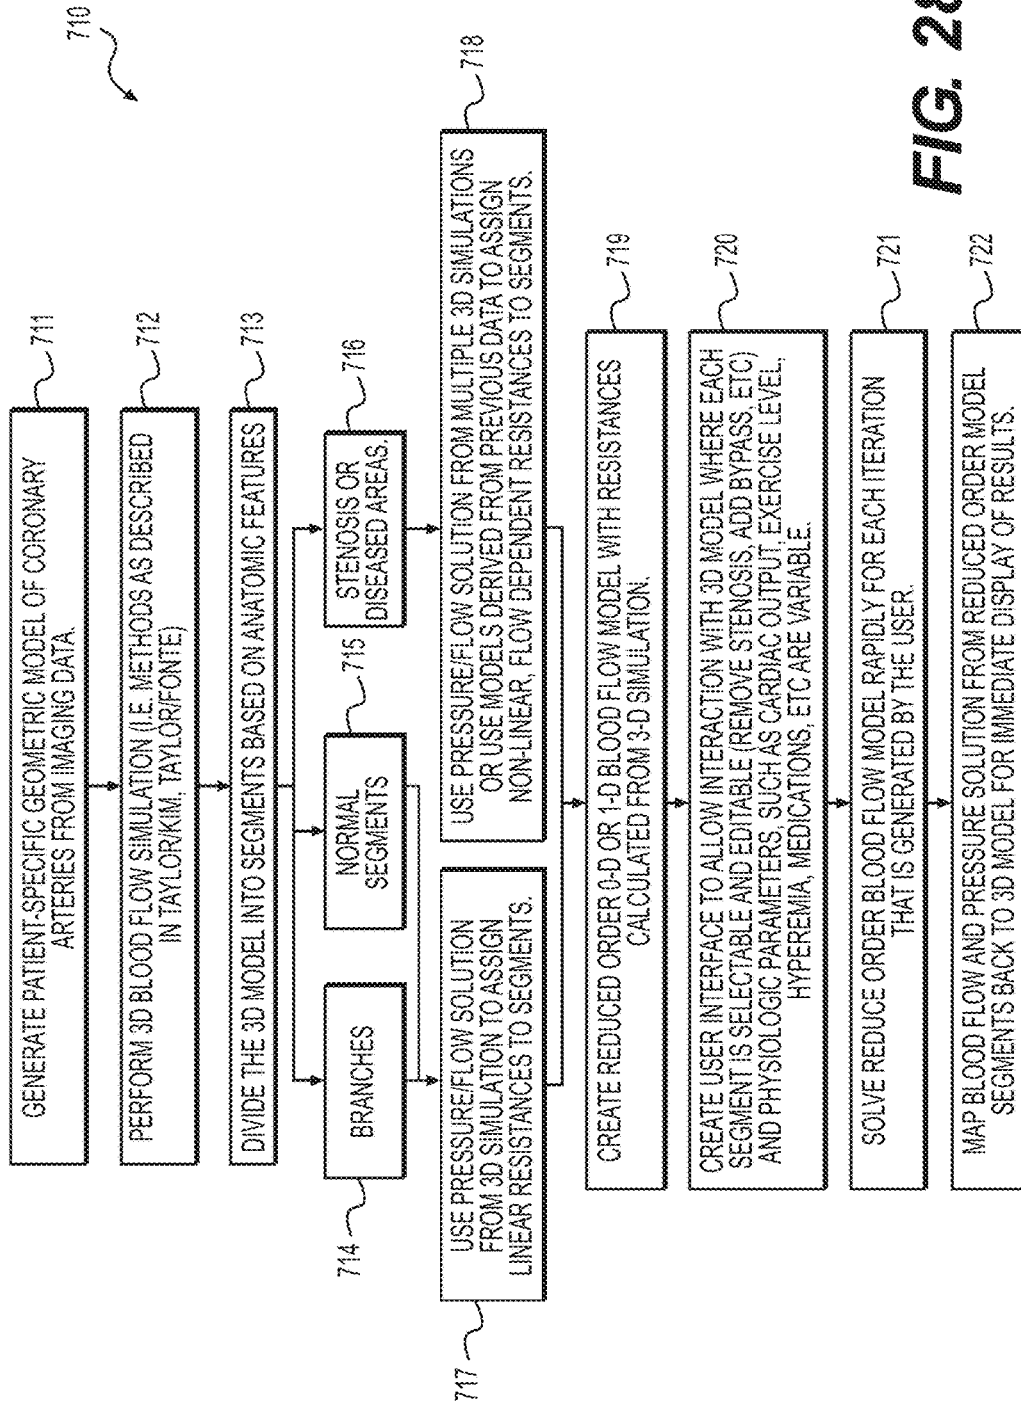 710
GENERATE PATIENT-SPECIFIC GEOMETRIC MODEL OF CORONARY
ARTERIES FROM IMAGING DATA.
711
PERFORM 3D BLOOD FLOW SIMULATION (I.E. METHODS AS DESCRIBED
IN TAYLOR/KIM, TAYLOR/FONTE)
712
DIVIDE THE 3D MODEL INTO SEGMENTS BASED ON ANATOMIC FEATURES
713
BRANCHES
714
NORMAL
SEGMENTS
715
STENOSIS OR
DISEASED AREAS.
716
USE PRESSURE/FLOW SOLUTION
FROM 3D SIMULATION TO ASSIGN
LINEAR RESISTANCES TO SEGMENTS.
717
USE PRESSURE/FLOW SOLUTION FROM MULTIPLE 3D SIMULATIONS
OR USE MODELS DERIVED FROM PREVIOUS DATA TO ASSIGN
NON-LINEAR, FLOW DEPENDENT RESISTANCES TO SEGMENTS.
718
CREATE REDUCED ORDER 0-D OR 1-D BLOOD FLOW MODEL WITH RESISTANCES
CALCULATED FROM 3-D SIMULATION.
719
CREATE USER INTERFACE TO ALLOW INTERACTION WITH 3D MODEL WHERE EACH
SEGMENT IS SELECTABLE AND EDITABLE (REMOVE STENOSIS, ADD BYPASS, ETC)
AND PHYSIOLOGIC PARAMETERS, SUCH AS CARDIAC OUTPUT, EXERCISE LEVEL,
HYPEREMIA, MEDICATIONS, ETC ARE VARIABLE.
720
SOLVE REDUCE ORDER BLOOD FLOW MODEL RAPIDLY FOR EACH ITERATION
THAT IS GENERATED BY THE USER.
721
MAP BLOOD FLOW AND PRESSURE SOLUTION FROM REDUCED ORDER MODEL
SEGMENTS BACK TO 3D MODEL FOR IMMEDIATE DISPLAY OF RESULTS.
722
FIG. 28